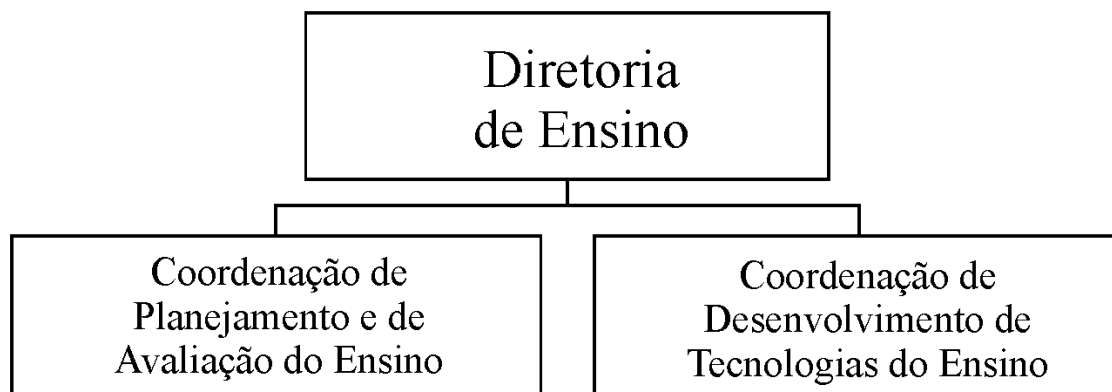 Diretoria
de Ensino
Coordenação de
Planejamento e de
Avaliação do Ensino
Coordenação de
Desenvolvimento de
Tecnologias do Ensino